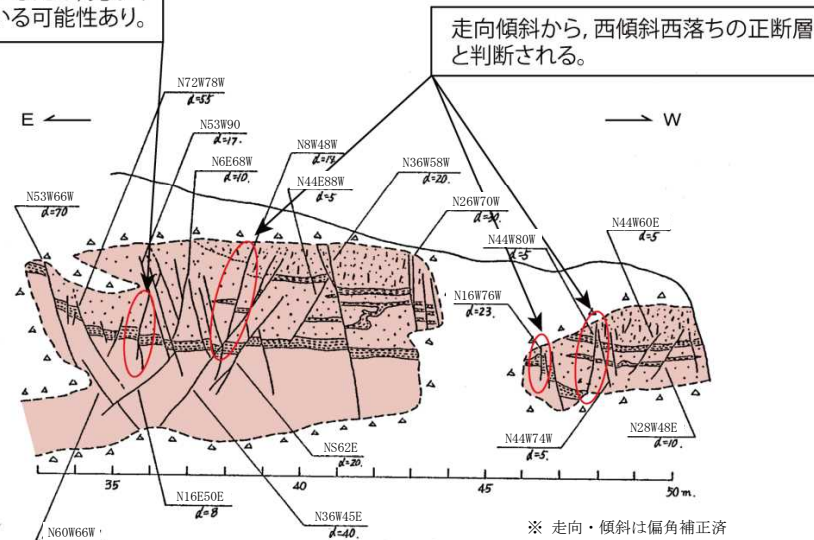 いる可能性あり。
走向傾斜から, 西傾斜西落ちの正断層
と判断される。
E
W
N72W78W
d=55
N53W90
d=17.
N6E68W
d=10.
N8W48W
N44E88W
d=5
N36W58W
d=20.
N26W70W
d=30.
N44W80W
d=5.
N44W60E
d=5
N53W66W
d=70
N16W76W
d=23.
NS62E
d=20.
N44W74W
d=5.
N28W48E
d=10.
35
40
45
50m.
N16E50E
d=8
N36W45E
d=40.
N60W66W
※ 走向・傾斜は偏角補正済